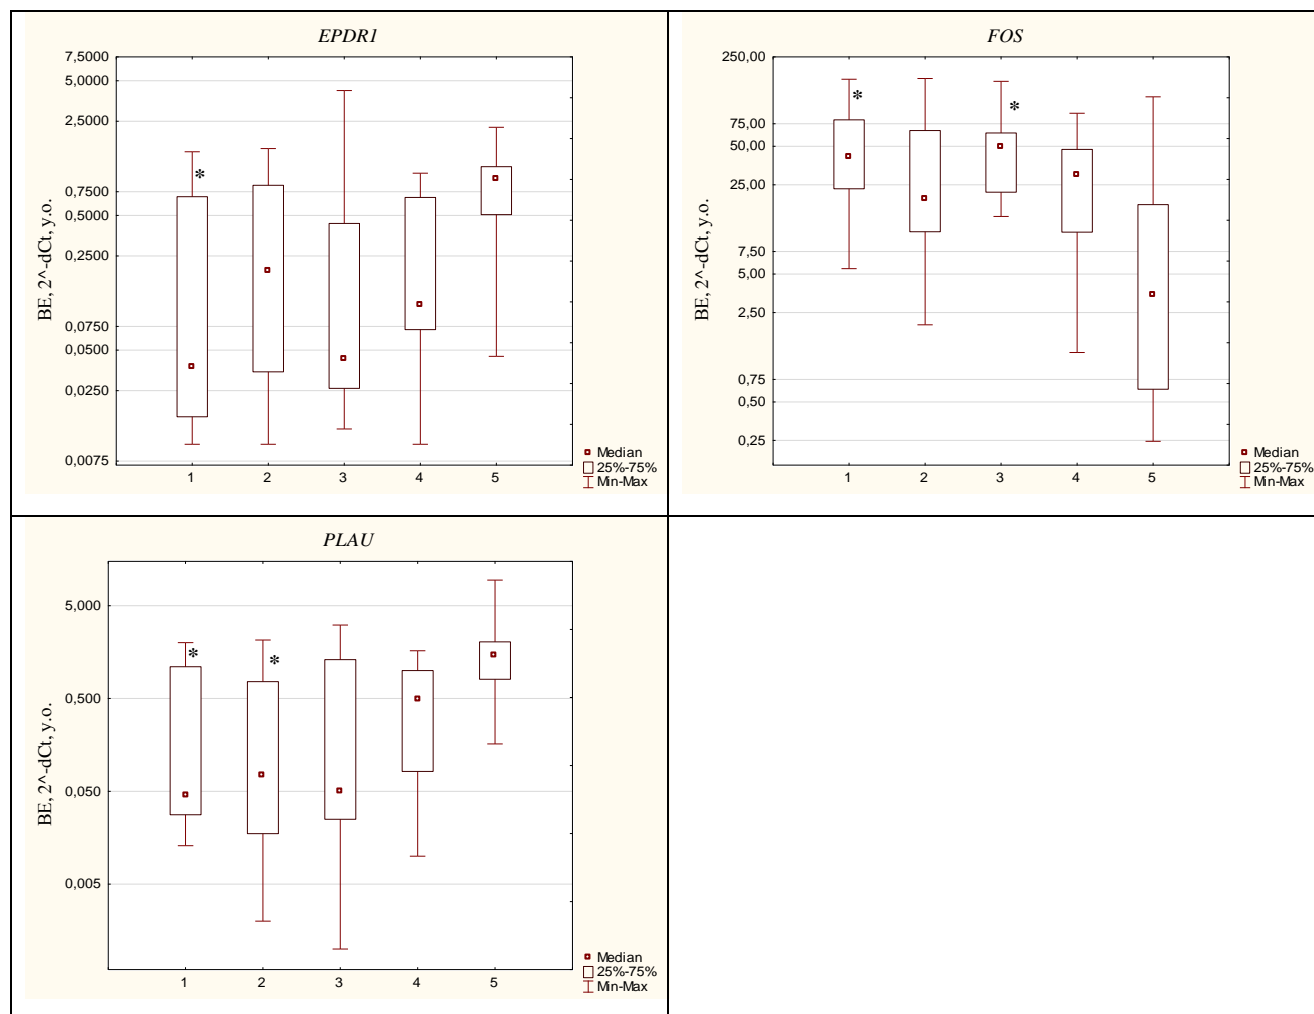 EPDR1
7,5000
5,0000
2,5000
0,7500
0,5000
0,2500
0,0750
0,0500
0,0250
0,0075
BE, 2^-dCt, y.o.
*
1 2 3 4 5
Median
25%-75%
Min-Max
FOS
250,00
75,00
50,00
25,00
7,50
5,00
2,50
0,75
0,50
0,25
BE, 2^-dCt, y.o.
* *
1 2 3 4 5
Median
25%-75%
Min-Max
PLAU
5,000
0,500
0,050
0,005
BE, 2^-dCt, y.o.
* *
1 2 3 4 5
Median
25%-75%
Min-Max